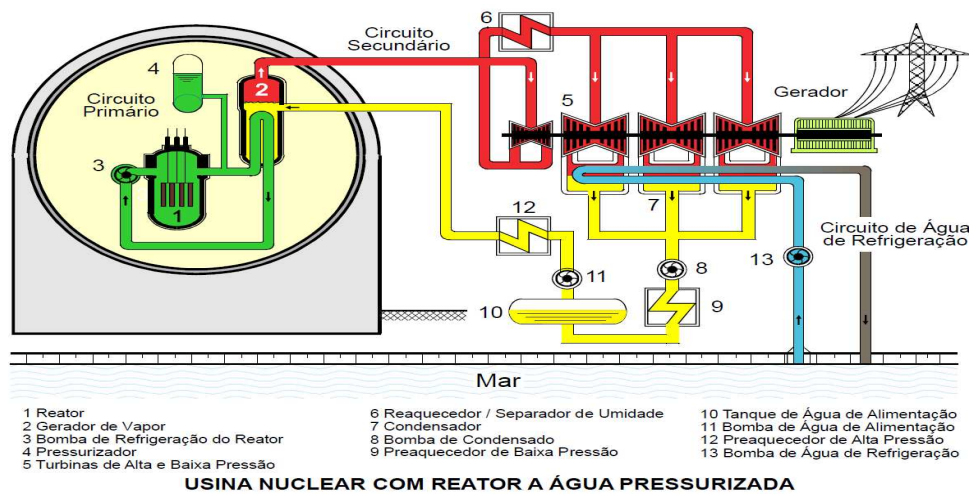 6
Circuito
Secundário
4
2
5
Gerador
Circuito
Primário
3
1
12
7
Circuito de Água
de Refrigeração
11
8
13
10
9
Mar
1 Reator
2 Gerador de Vapor
3 Bomba de Refrigeração do Reator
4 Pressurizador
5 Turbinas de Alta e Baixa Pressão
6 Reaquecedor / Separador de Umidade
7 Condensador
8 Bomba de Condensado
9 Preaquecedor de Baixa Pressão
10 Tanque de Água de Alimentação
11 Bomba de Água de Alimentação
12 Preaquecedor de Alta Pressão
13 Bomba de Água de Refrigeração
USINA NUCLEAR COM REATOR A ÁGUA PRESSURIZADA